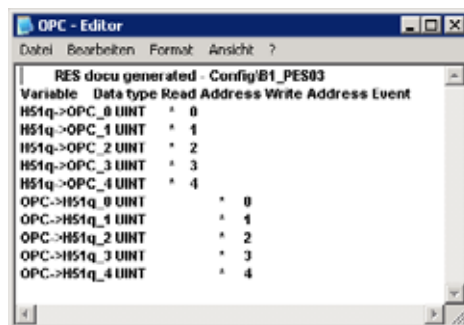 OPC - Editor
Datei Bearbeiten Format Ansicht ?
RES docu generated - Config\B1_PES03
Variable Data type Read Address Write Address Event
H51q->OPC_0 UINT * 0
H51q->OPC_1 UINT * 1
H51q->OPC_2 UINT * 2
H51q->OPC_3 UINT * 3
H51q->OPC_4 UINT * 4
OPC->H51q_0 UINT * 0
OPC->H51q_1 UINT * 1
OPC->H51q_2 UINT * 2
OPC->H51q_3 UINT * 3
OPC->H51q_4 UINT * 4